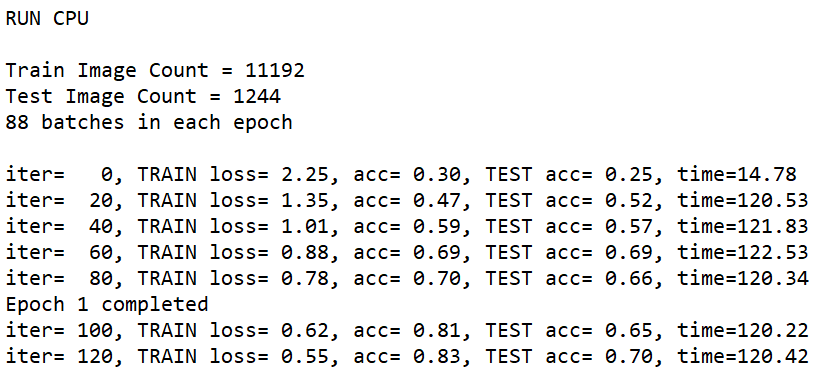 RUN CPU
Train Image Count = 11192
Test Image Count = 1244
88 batches in each epoch
iter=   0, TRAIN loss= 2.25, acc= 0.30, TEST acc= 0.25, time=14.78
iter=  20, TRAIN loss= 1.35, acc= 0.47, TEST acc= 0.52, time=120.53
iter=  40, TRAIN loss= 1.01, acc= 0.59, TEST acc= 0.57, time=121.83
iter=  60, TRAIN loss= 0.88, acc= 0.69, TEST acc= 0.69, time=122.53
iter=  80, TRAIN loss= 0.78, acc= 0.70, TEST acc= 0.66, time=120.34
Epoch 1 completed
iter= 100, TRAIN loss= 0.62, acc= 0.81, TEST acc= 0.65, time=120.22
iter= 120, TRAIN loss= 0.55, acc= 0.83, TEST acc= 0.70, time=120.42